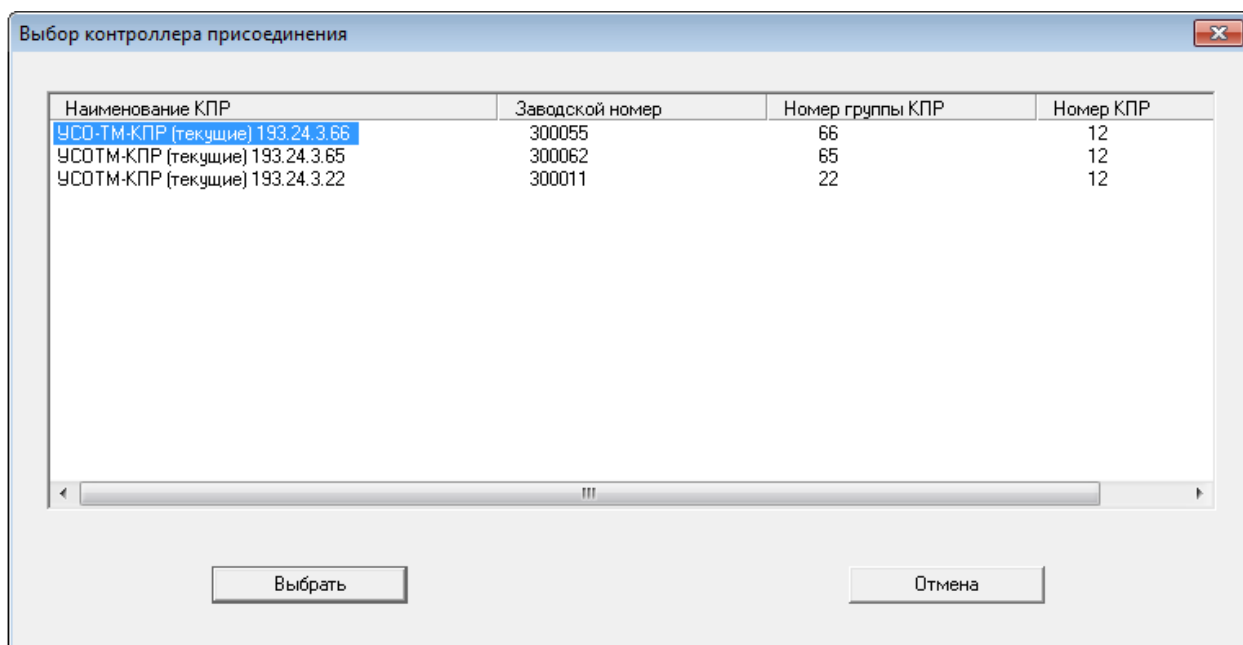 Выбор контроллера присоединения
Наименование КПР Заводской номер Номер группы КПР Номер КПР
УСО-ТМ-КПР (текущие) 193.24.3.66 300055 66 12
УСОТМ-КПР (текущие) 193.24.3.65 300062 65 12
УСОТМ-КПР (текущие) 193.24.3.22 300011 22 12
Выбрать Отмена